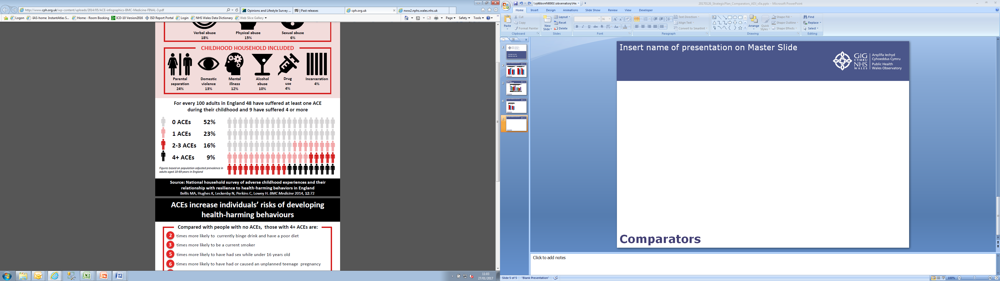 http://www.cph.org.uk/wp-content/uploads/2014/05/ACE-infographics-BMC-Medicine-FINAL-3.pdf
Opinions and Lifestyle Survey ...
| Past releases
cph.org.uk
nww2.nphs.wales.nhs.uk
Logon
-IAS-home InstantAtlas S...
Home - Room Booking
ICD-10 Version2016
ISD Report Portal
Login
NHS Wales Data Dictionary
Web Slice Gallery
Page
Safety
Tools
Verbal abuse
18%
Physical abuse
15%
Sexual abuse
6%
CHILDHOOD HOUSEHOLD INCLUDED
Parental
separation
24%
Domestic
violence
13%
Mental
illness
12%
Alcohol
abuse
10%
Drug
use
4%
Incarceration
4%
For every 100 adults in England 48 have suffered at least one ACE
during their childhood and 9 have suffered 4 or more
0 ACEs 52%
1 ACEs 23%
2-3 ACEs 16%
4+ ACEs 9%
Figures based on population adjusted prevalence in
adults aged 18-69 years in England
Source: National household survey of adverse childhood experiences and their
relationship with resilience to health-harming behaviors in England
Bellis MA, Hughes K, Leckenby N, Perkins C, Lowey H. BMC Medicine 2014, 12:72
ACEs increase individuals' risks of developing
health-harming behaviours
Compared with people with no ACEs, those with 4+ ACEs are:
2 times more likely to currently binge drink and have a poor diet
3 times more likely to be a current smoker
5 times more likely to have had sex while under 16 years old
6 times more likely to have had or caused an unplanned teenage pregnancy
11:03
27/01/2017
\\ryt6bsrvfil0001\observatory\He
20170126_StrategicPlan_Comparators_ADJ_v0a.pptx - Microsoft PowerPoint
Home
Insert
Design
Animations
Slide Show
Review
View
Developer
Paste
Cut
Copy
Format Painter
Clipboard
New
Slide
Layout
Reset
Delete
Slides
36
Font
Text Direction
Align Text
Convert to SmartArt
Paragraph
Arrange
Quick
Styles
Shape Fill
Shape Outline
Shape Effects
Drawing
Find
Replace
Select
Editing
1
2
3
4
5
Insert name of presentation on Master Slide
GIG
CYMRU
NHS
WALES
Arsyllfa Iechyd
Cyhoeddus Cymru
Public Health
Wales Observatory
Comparators
Click to add notes
Slide 5 of 5
"Blank Presentation"
100%